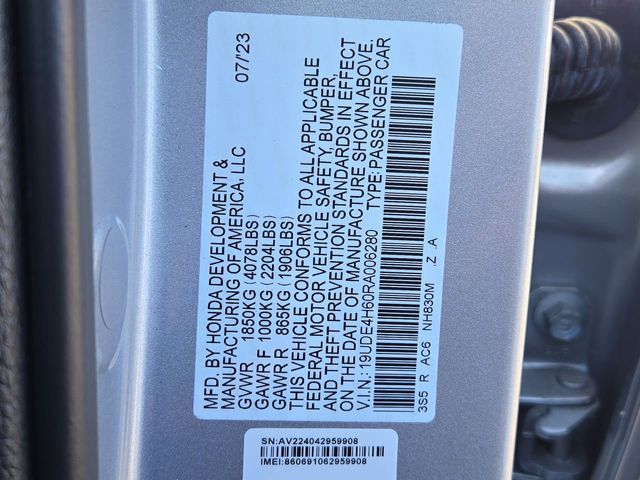 MFD. BY HONDA DEVELOPMENT &
MANUFACTURING OF AMERICA, LLC 07/23
GVWR 1850KG (4078LBS)
GAWR F 1000KG (2204LBS)
GAWR R 865KG (1906LBS)
THIS VEHICLE CONFORMS TO ALL APPLICABLE
FEDERAL MOTOR VEHICLE SAFETY, BUMPER,
AND THEFT PREVENTION STANDARDS IN EFFECT
ON THE DATE OF MANUFACTURE SHOWN ABOVE.
V.I.N.: 19UDE4H60RA006280 TYPE: PASSENGER CAR
3S5 R AC6 NH830M .Z .A
SN:AV224042959908
IMEI:860691062959908